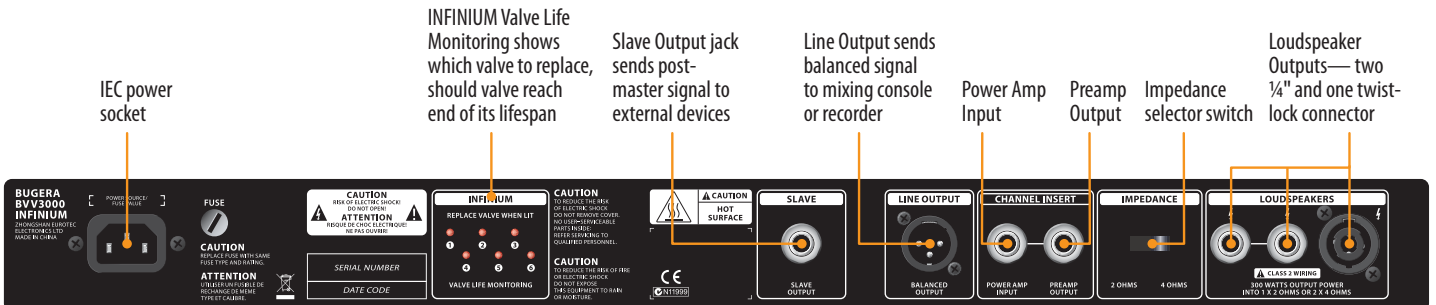 IEC power
socket
INFINIUM Valve Life
Monitoring shows
which valve to replace,
should valve reach
end of its lifespan
Slave Output jack
sends post-
master signal to
external devices
Line Output sends
balanced signal
to mixing console
or recorder
Power Amp
Input
Preamp
Output
Impedance
selector switch
Loudspeaker
Outputs— two
¼" and one twist-
lock connector
BUGERA
BVV3000
INFINIUM
ZHONGSHAN EUROTEC
ELECTRONICS LTD
MADE IN CHINA
POWER SOURCE/
FUSE VALUE
FUSE
CAUTION
REPLACE FUSE WITH SAME
FUSE TYPE AND RATING.
ATTENTION
UTILISER UN FUSIBLE DE
RECHANGE DE MEME
TYPE ET CALIBRE.
CAUTION
RISK OF ELECTRIC SHOCK!
DO NOT OPEN!
ATTENTION
RISQUE DE CHOC ELECTRIQUE!
NE PAS OUVRIR!
SERIAL NUMBER
DATE CODE
INFINIUM
REPLACE VALVE WHEN LIT
1 2 3
4 5 6
VALVE LIFE MONITORING
CAUTION
TO REDUCE THE RISK
OF ELECTRIC SHOCK
DO NOT REMOVE COVER.
NO USER-SERVICEABLE
PARTS INSIDE:
REFER SERVICING TO
QUALIFIED PERSONNEL.
CAUTION
TO REDUCE THE RISK OF FIRE
OR ELECTRIC SHOCK
DO NOT EXPOSE
THIS EQUIPMENT TO RAIN
OR MOISTURE.
CAUTION
HOT
SURFACE
CE
N11999
SLAVE
SLAVE
OUTPUT
LINE OUTPUT
BALANCED
OUTPUT
CHANNEL INSERT
POWER AMP
INPUT
PREAMP
OUTPUT
IMPEDANCE
2 OHMS 4 OHMS
LOUDSPEAKERS
CLASS 2 WIRING
300 WATTS OUTPUT POWER
INTO 1 X 2 OHMS OR 2 X 4 OHMS